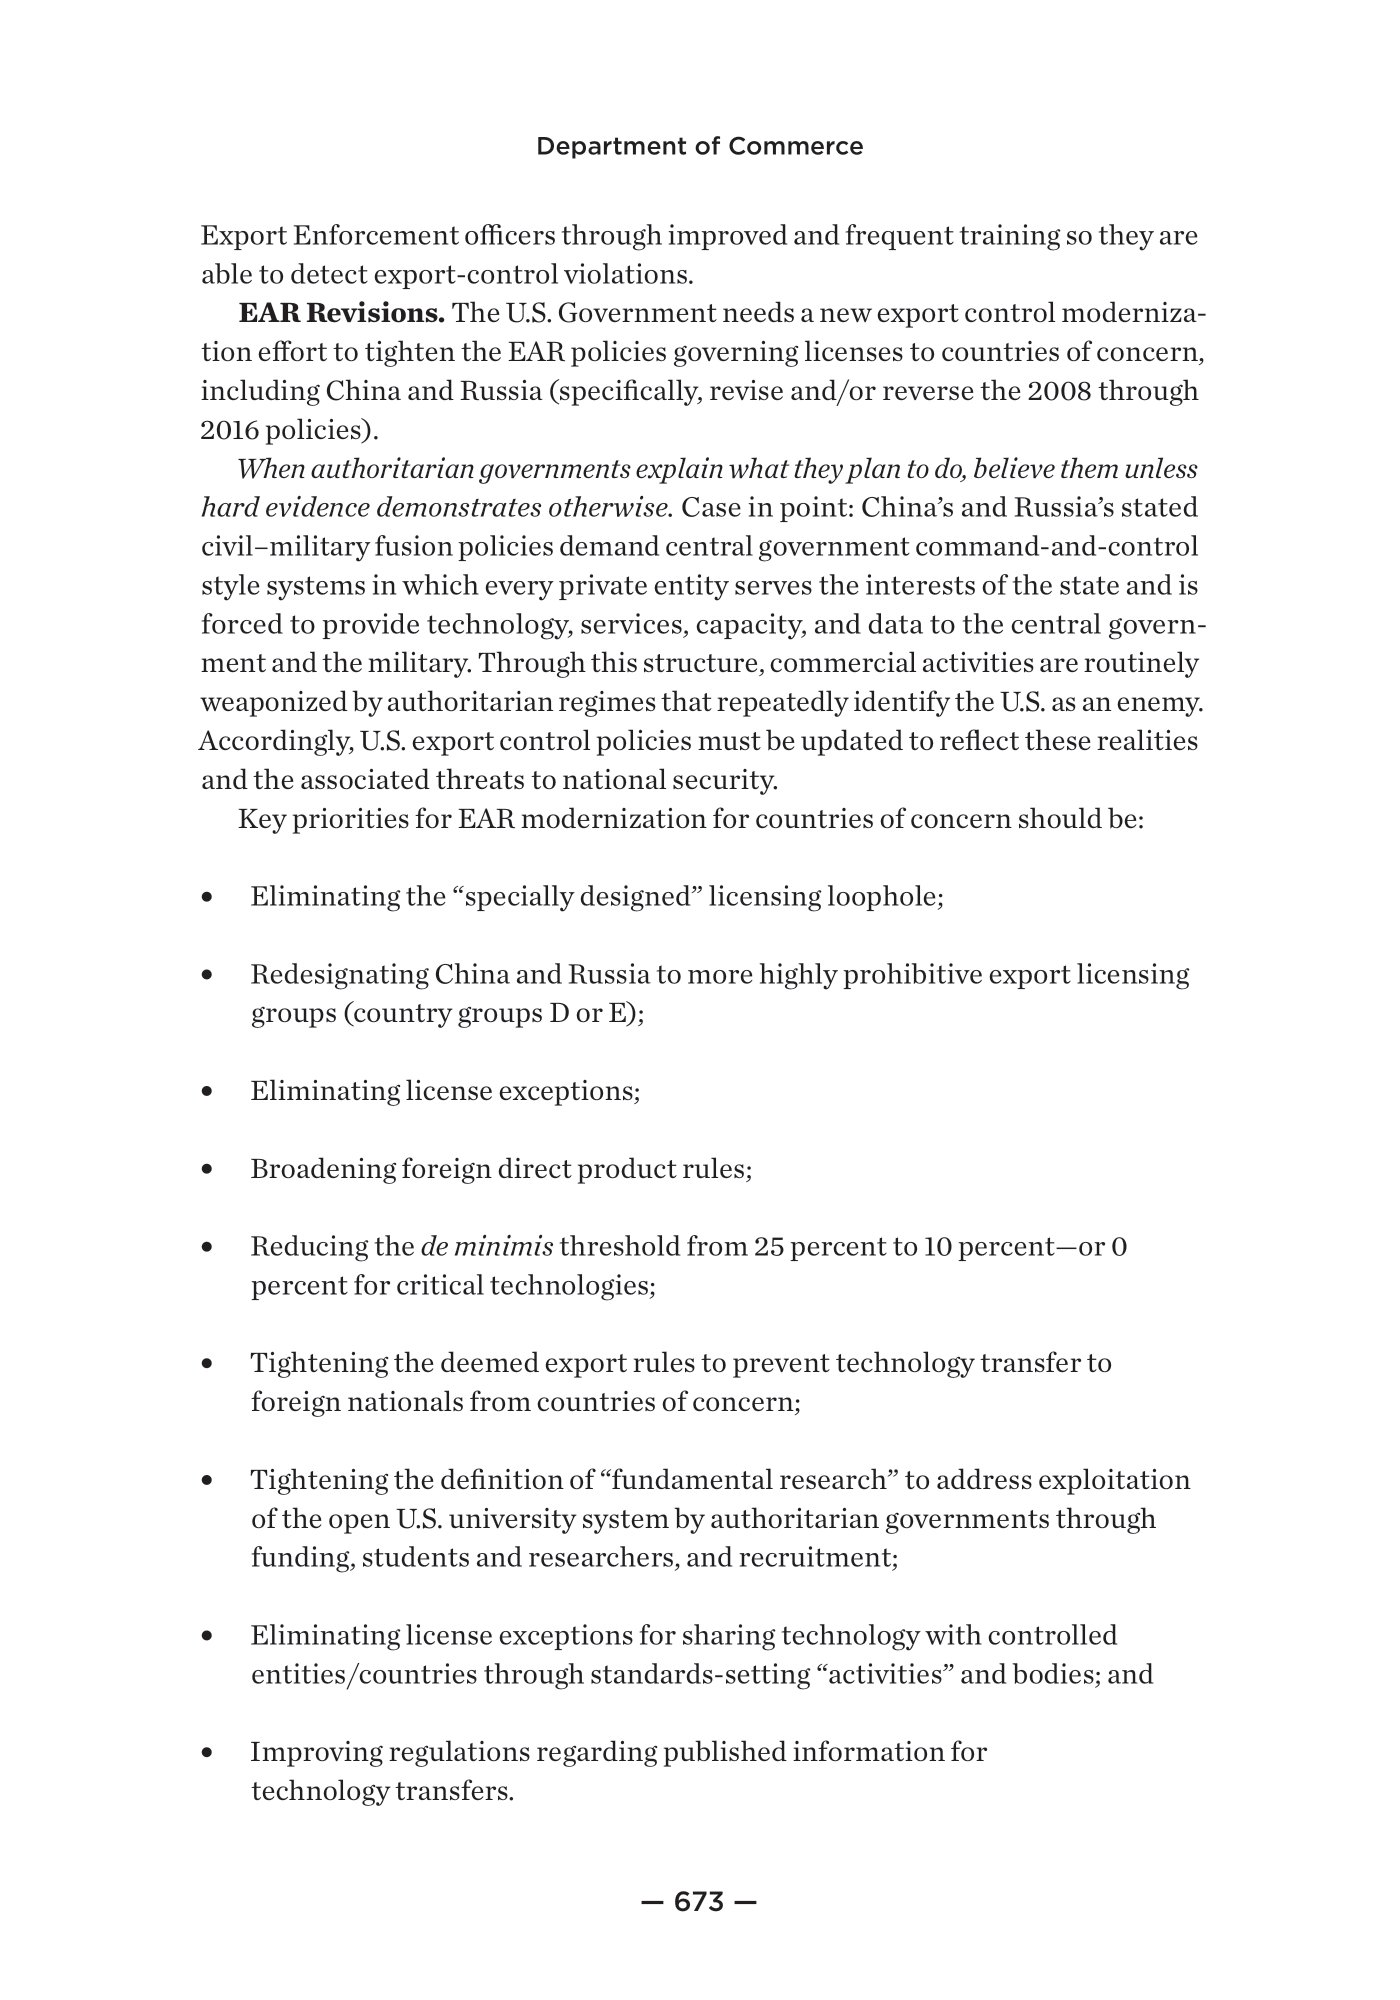 Department of Commerce
Export Enforcement officers through improved and frequent training so they are
able to detect export-control violations.
EAR Revisions. The U.S. Government needs a new export control moderniza-
tion effort to tighten the EAR policies governing licenses to countries of concern,
including China and Russia (specifically, revise and/or reverse the 2008 through
2016 policies).
When authoritarian governments explain what they plan to do, believe them unless
hard evidence demonstrates otherwise. Case in point: China’s and Russia’s stated
civil–military fusion policies demand central government command-and-control
style systems in which every private entity serves the interests of the state and is
forced to provide technology, services, capacity, and data to the central govern-
ment and the military. Through this structure, commercial activities are routinely
weaponized by authoritarian regimes that repeatedly identify the U.S. as an enemy.
Accordingly, U.S. export control policies must be updated to reflect these realities
and the associated threats to national security.
Key priorities for EAR modernization for countries of concern should be:
• Eliminating the “specially designed” licensing loophole;
• Redesignating China and Russia to more highly prohibitive export licensing
groups (country groups D or E);
• Eliminating license exceptions;
• Broadening foreign direct product rules;
• Reducing the de minimis threshold from 25 percent to 10 percent—or 0
percent for critical technologies;
• Tightening the deemed export rules to prevent technology transfer to
foreign nationals from countries of concern;
• Tightening the definition of “fundamental research” to address exploitation
of the open U.S. university system by authoritarian governments through
funding, students and researchers, and recruitment;
• Eliminating license exceptions for sharing technology with controlled
entities/countries through standards-setting “activities” and bodies; and
• Improving regulations regarding published information for
technology transfers.
— 673 —